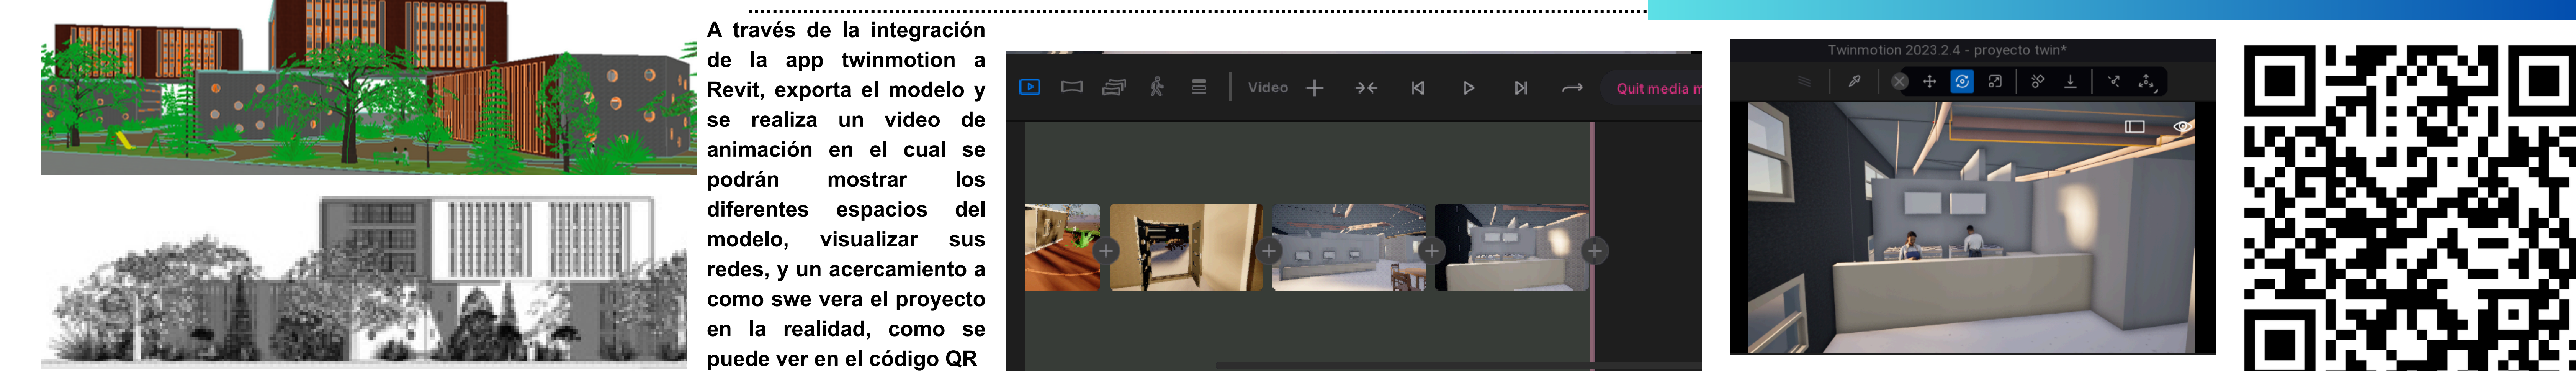 A través de la integración
de la app twinmotion a
Revit, exporta el modelo y
se realiza un video de
animación en el cual se
podrán mostrar los
diferentes espacios del
modelo, visualizar sus
redes, y un acercamiento a
como swe vera el proyecto
en la realidad, como se
puede ver en el código QR
Video
Quit media m
Twinmotion 2023.2.4 - proyecto twin*